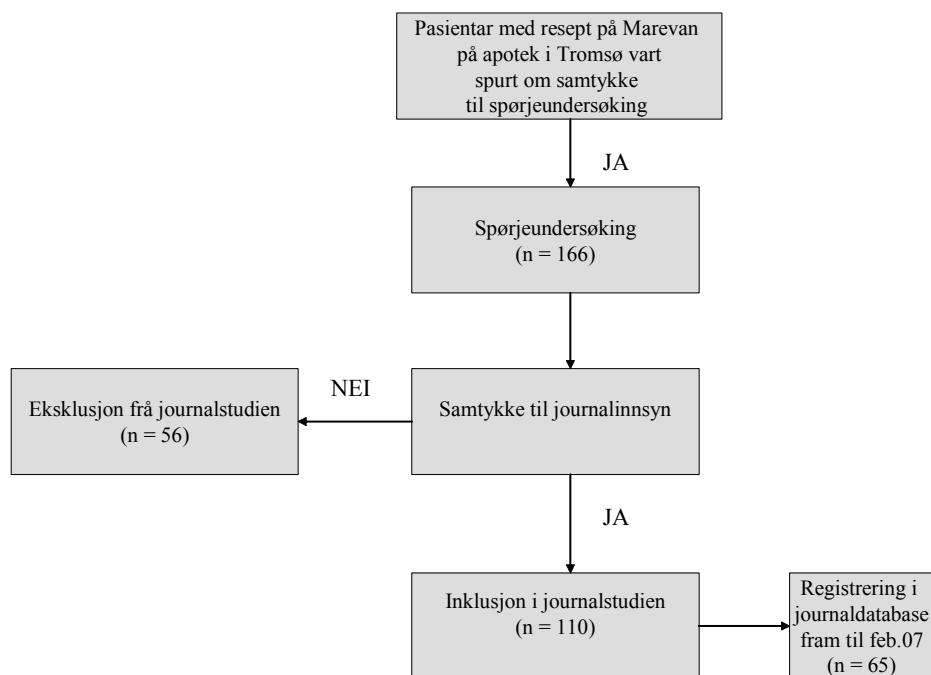 Pasientar med resept på Marevan
på apotek i Tromsø vart
spurt om samtykke
til spørjeundersøking
JA
Spørjeundersøking
(n = 166)
NEI
Eksklusjon frå journalstudien
(n = 56)
Samtykke til journalinnsyn
JA
Inklusjon i journalstudien
(n = 110)
Registrering i
journaldatabase
fram til feb.07
(n = 65)